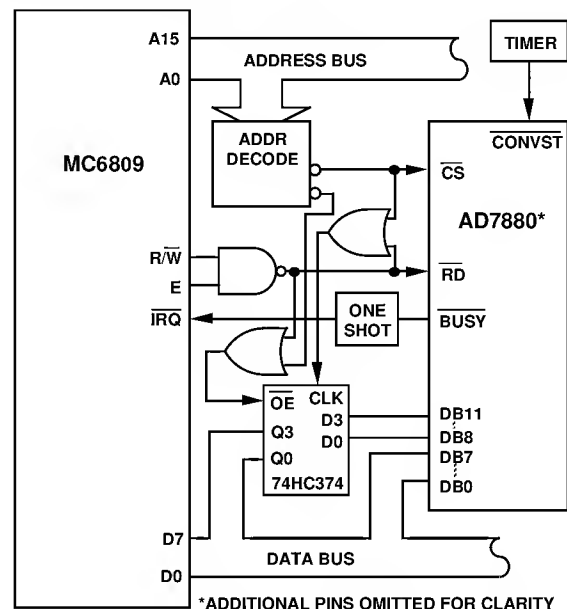 A15
ADDRESS BUS
TIMER
A0
ADDR
DECODE
CONVST
MC6809
CS
AD7880*
R/W
E
RD
IRQ
ONE
SHOT
BUSY
OE
CLK
D3
DB11
Q3
D0
DB8
Q0
DB7
74HC374
DB0
D7
DATA BUS
D0
*ADDITIONAL PINS OMITTED FOR CLARITY